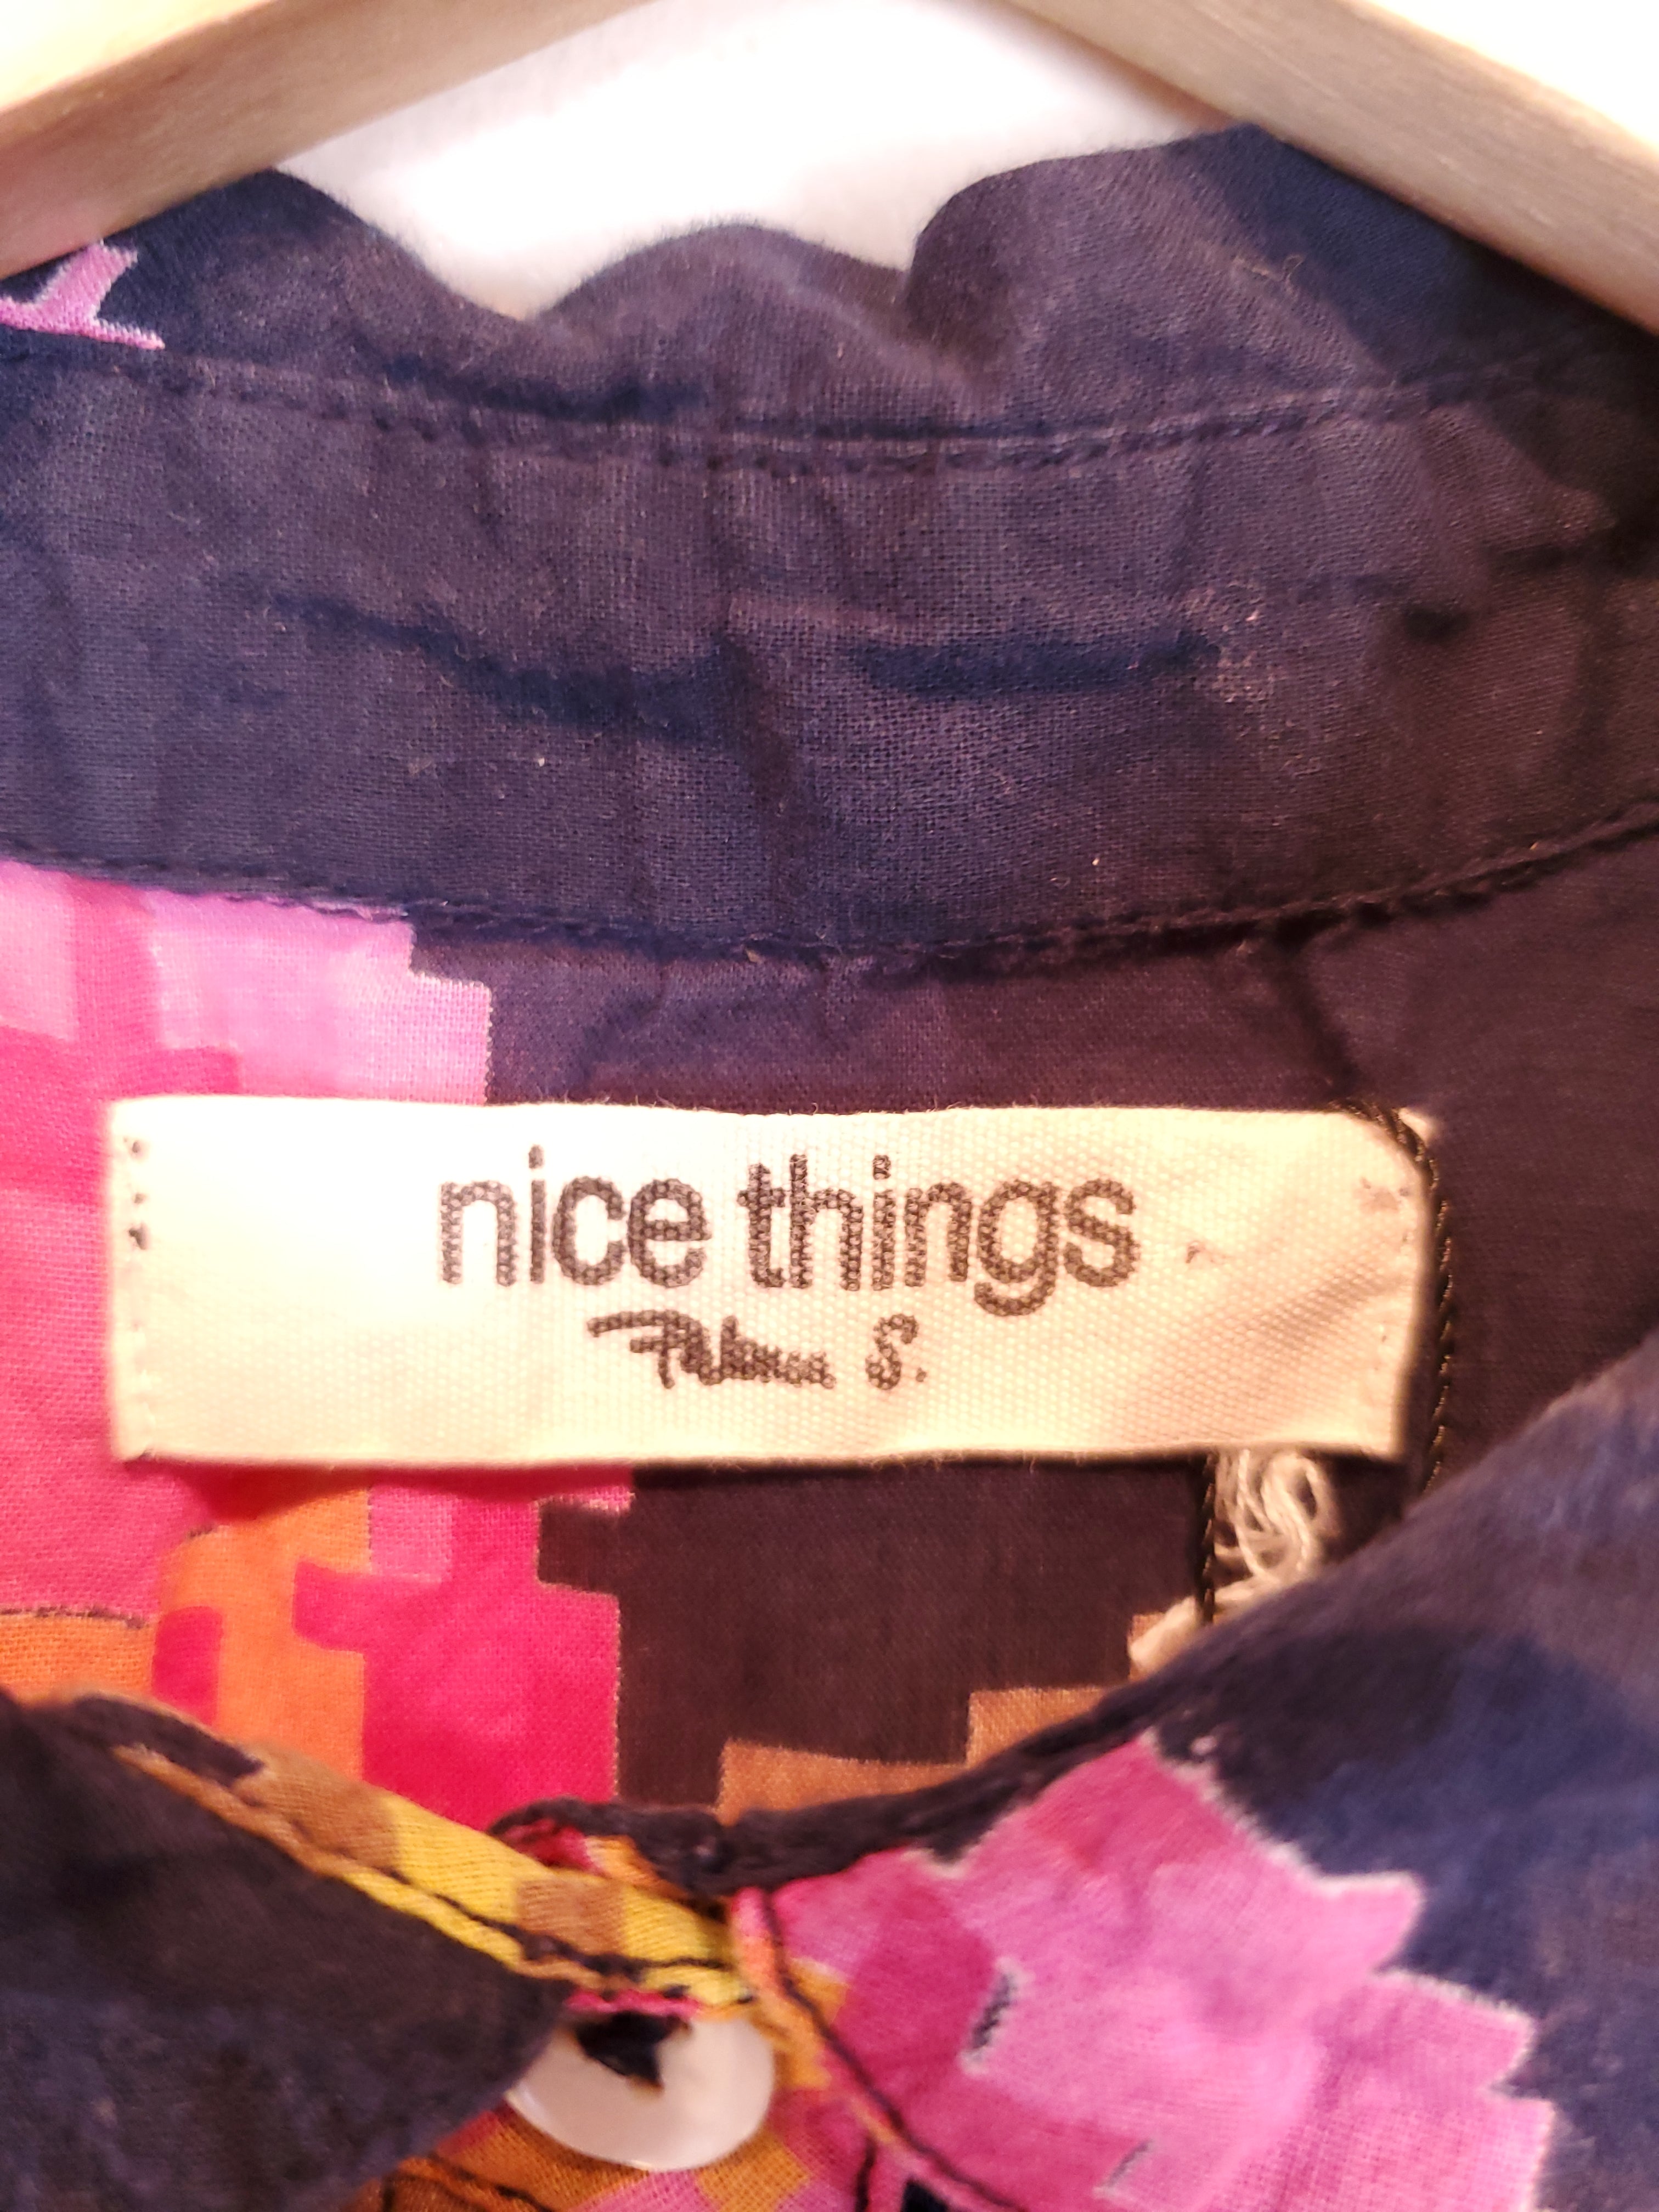 nice things
Paloma S.